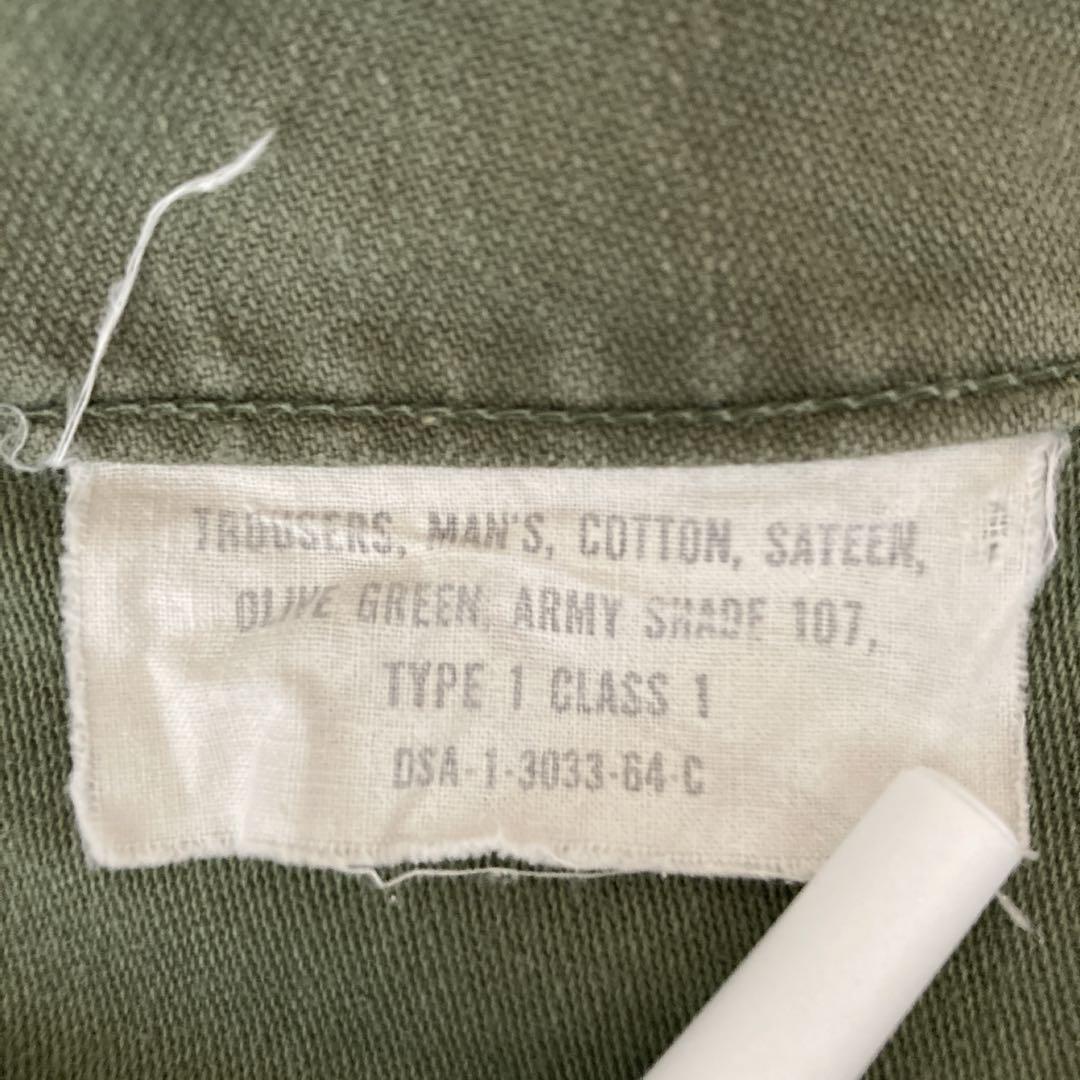 TROUSERS, MAN'S, COTTON, SATEEN,
OLIVE GREEN, ARMY SHADE 107,
TYPE 1 CLASS 1
DSA-1-3033-64-C